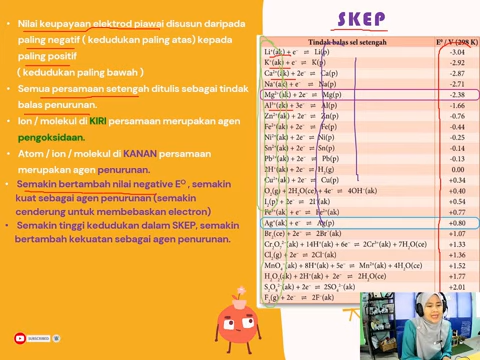 SKEP
• Nilai keupayaan elektrod piawai disusun daripada
paling negatif ( kedudukan paling atas) kepada
paling positif
( kedudukan paling bawah )
• Semua persamaan setengah ditulis sebagai tindak
balas penurunan.
• Ion / molekul di KIRI persamaan merupakan agen
pengoksidaan.
• Atom / ion / molekul di KANAN persamaan
merupakan agen penurunan.
• Semakin bertambah nilai negative E⁰ , semakin
kuat sebagai agen penurunan (semakin
cenderung untuk membebaskan electron)
• Semakin tinggi kedudukan dalam SKEP, semakin
bertambah kekuatan sebagai agen penurunan.
Tindak balas sel setengah E⁰ / V (298 K)
Li⁺(ak) + e⁻ ⇌ Li(p) -3.04
K⁺(ak) + e⁻ ⇌ K(p) -2.92
Ca²⁺(ak) + 2e⁻ ⇌ Ca(p) -2.87
Na⁺(ak) + e⁻ ⇌ Na(p) -2.71
Mg²⁺(ak) + 2e⁻ ⇌ Mg(p) -2.38
Al³⁺(ak) + 3e⁻ ⇌ Al(p) -1.66
Zn²⁺(ak) + 2e⁻ ⇌ Zn(p) -0.76
Fe²⁺(ak) + 2e⁻ ⇌ Fe(p) -0.44
Ni²⁺(ak) + 2e⁻ ⇌ Ni(p) -0.25
Sn²⁺(ak) + 2e⁻ ⇌ Sn(p) -0.14
Pb²⁺(ak) + 2e⁻ ⇌ Pb(p) -0.13
2H⁺(ak) + 2e⁻ ⇌ H₂(g) 0.00
Cu²⁺(ak) + 2e⁻ ⇌ Cu(p) +0.34
O₂(g) + 2H₂O(ce) + 4e⁻ ⇌ 4OH⁻(ak) +0.40
I₂(p) + 2e⁻ ⇌ 2I⁻(ak) +0.54
Fe³⁺(ak) + e⁻ ⇌ Fe²⁺(ak) +0.77
Ag⁺(ak) + e⁻ ⇌ Ag(p) +0.80
Br₂(ce) + 2e⁻ ⇌ 2Br⁻(ak) +1.07
Cr₂O₇²⁻(ak) + 14H⁺(ak) + 6e⁻ ⇌ 2Cr³⁺(ak) + 7H₂O(ce) +1.33
Cl₂(g) + 2e⁻ ⇌ 2Cl⁻(ak) +1.36
MnO₄⁻(ak) + 8H⁺(ak) + 5e⁻ ⇌ Mn²⁺(ak) + 4H₂O(ce) +1.52
H₂O₂(ak) + 2H⁺(ak) + 2e⁻ ⇌ 2H₂O(ce) +1.77
S₂O₈²⁻(ak) + 2e⁻ ⇌ 2SO₄²⁻(ak) +2.01
F₂(g) + 2e⁻ ⇌ 2F⁻(ak)
SUBSCRIBE